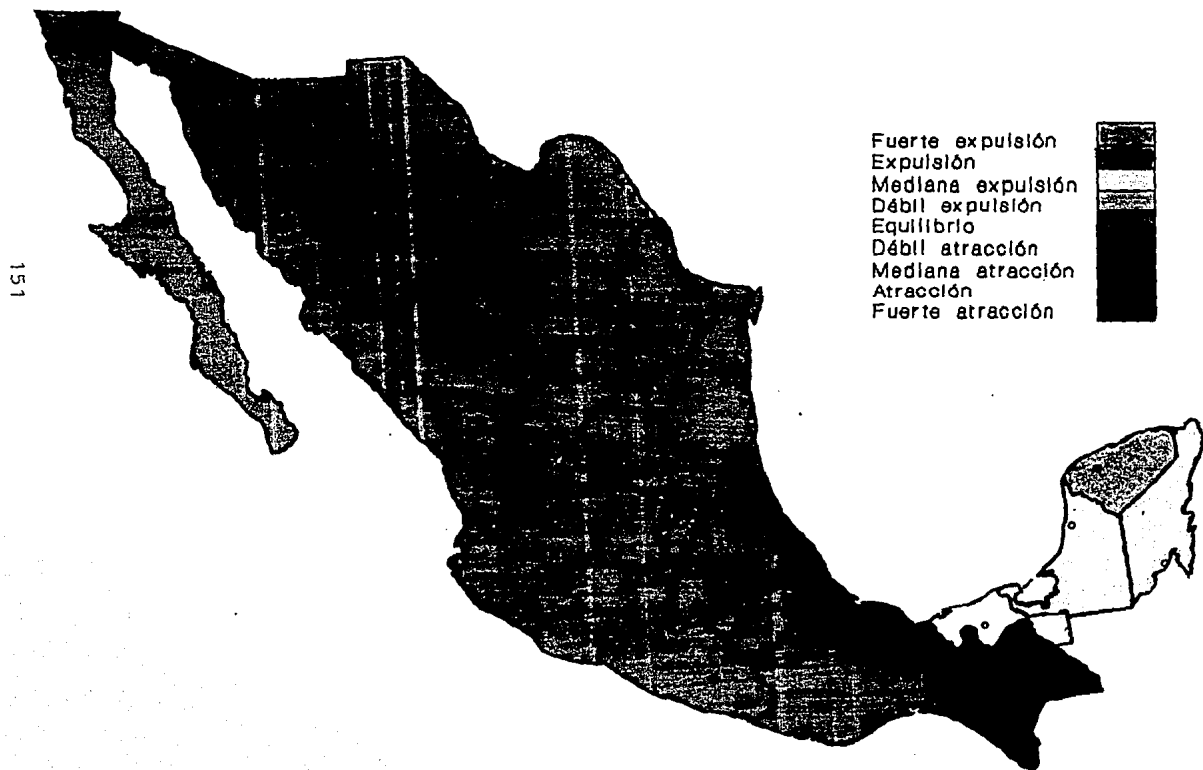 Fuerte expulsión
Expulsión
Mediana expulsión
Débil expulsión
Equilibrio
Débil atracción
Mediana atracción
Atracción
Fuerte atracción
151